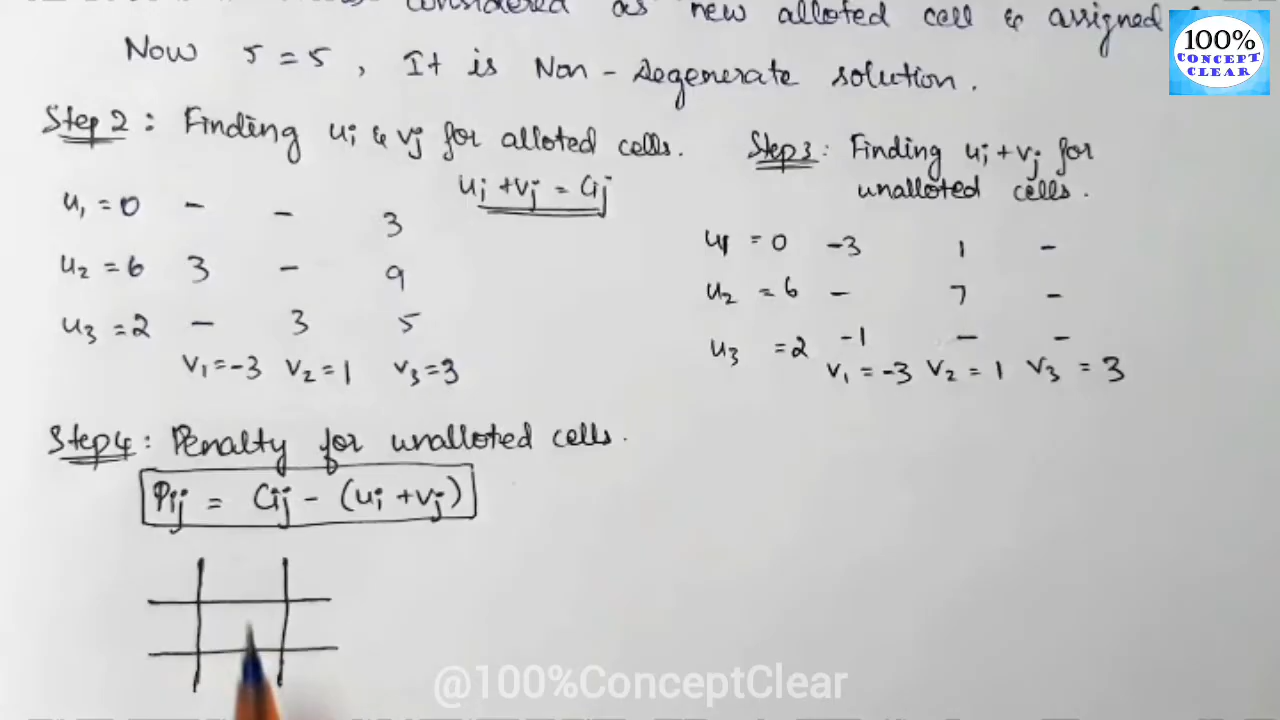 considered as new alloted cell & assigned
Now 5 = 5, It is Non - degenerate solution.
100%
CONCEPT
CLEAR
Step 2 : Finding ui & vj for alloted cells.
ui + vj = Cij
u1 = 0 - - 3
u2 = 6 3 - 9
u3 = 2 - 3 5
v1 = -3 v2 = 1 v3 = 3
Step 3 : Finding ui + vj for
unalloted cells.
u1 = 0 -3 1 -
u2 = 6 - 7 -
u3 = 2 -1 - -
v1 = -3 v2 = 1 v3 = 3
Step 4 : Penalty for unalloted cells.
Pij = Cij - (ui + vj)
@100%ConceptClear